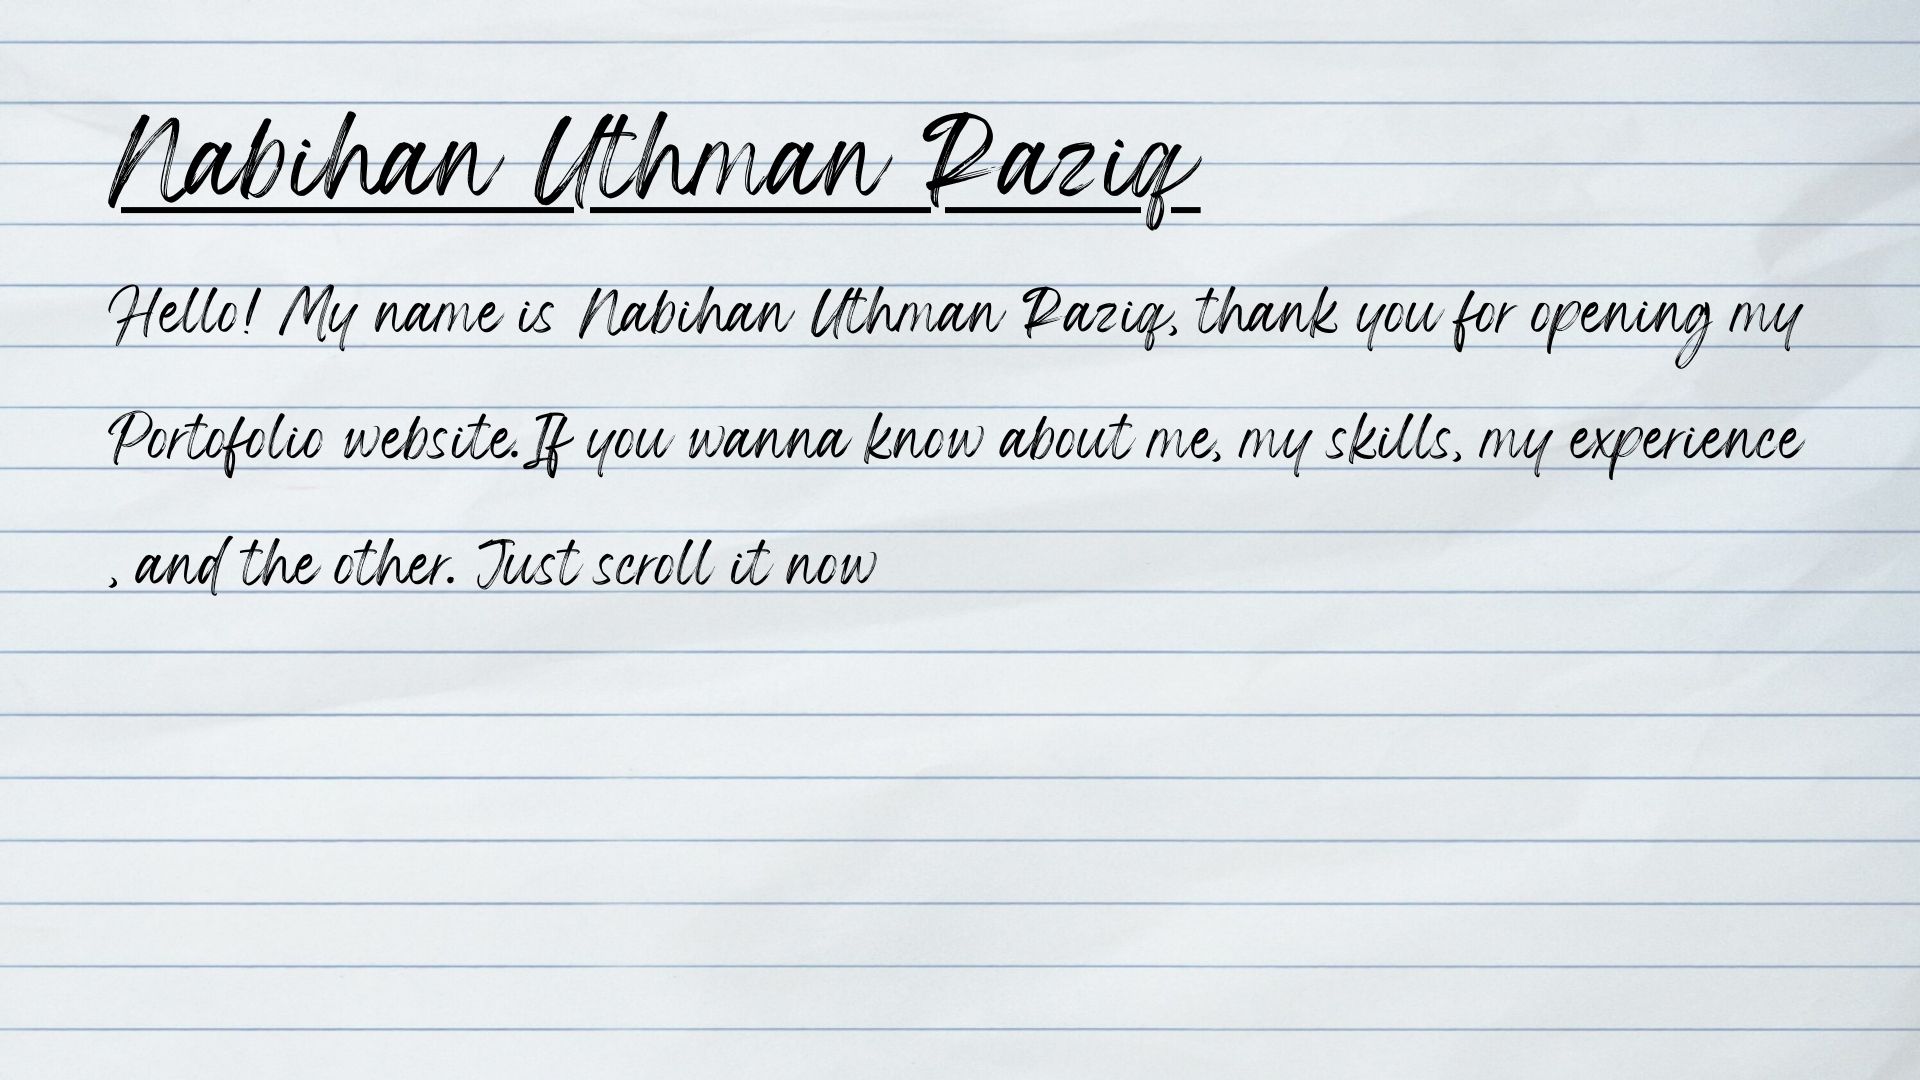 Nabihan Uthman Raziq
Hello! My name is Nabihan Uthman Raziq, thank you for opening my
Portofolio website.If you wanna know about me, my skills, my experience
, and the other. Just scroll it now